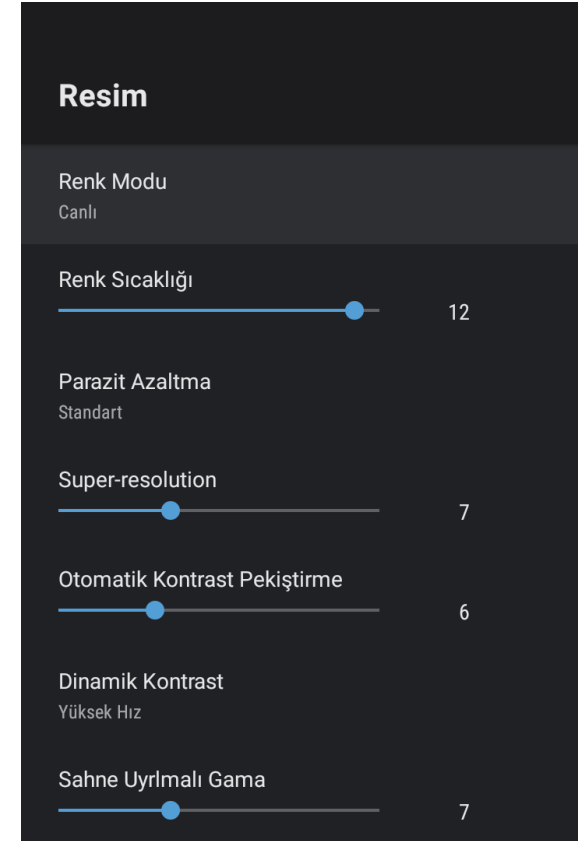 Resim
Renk Modu
Canlı
Renk Sıcaklığı
12
Parazit Azaltma
Standart
Super-resolution
7
Otomatik Kontrast Pekiştirme
6
Dinamik Kontrast
Yüksek Hız
Sahne Uyrlmalı Gama
7